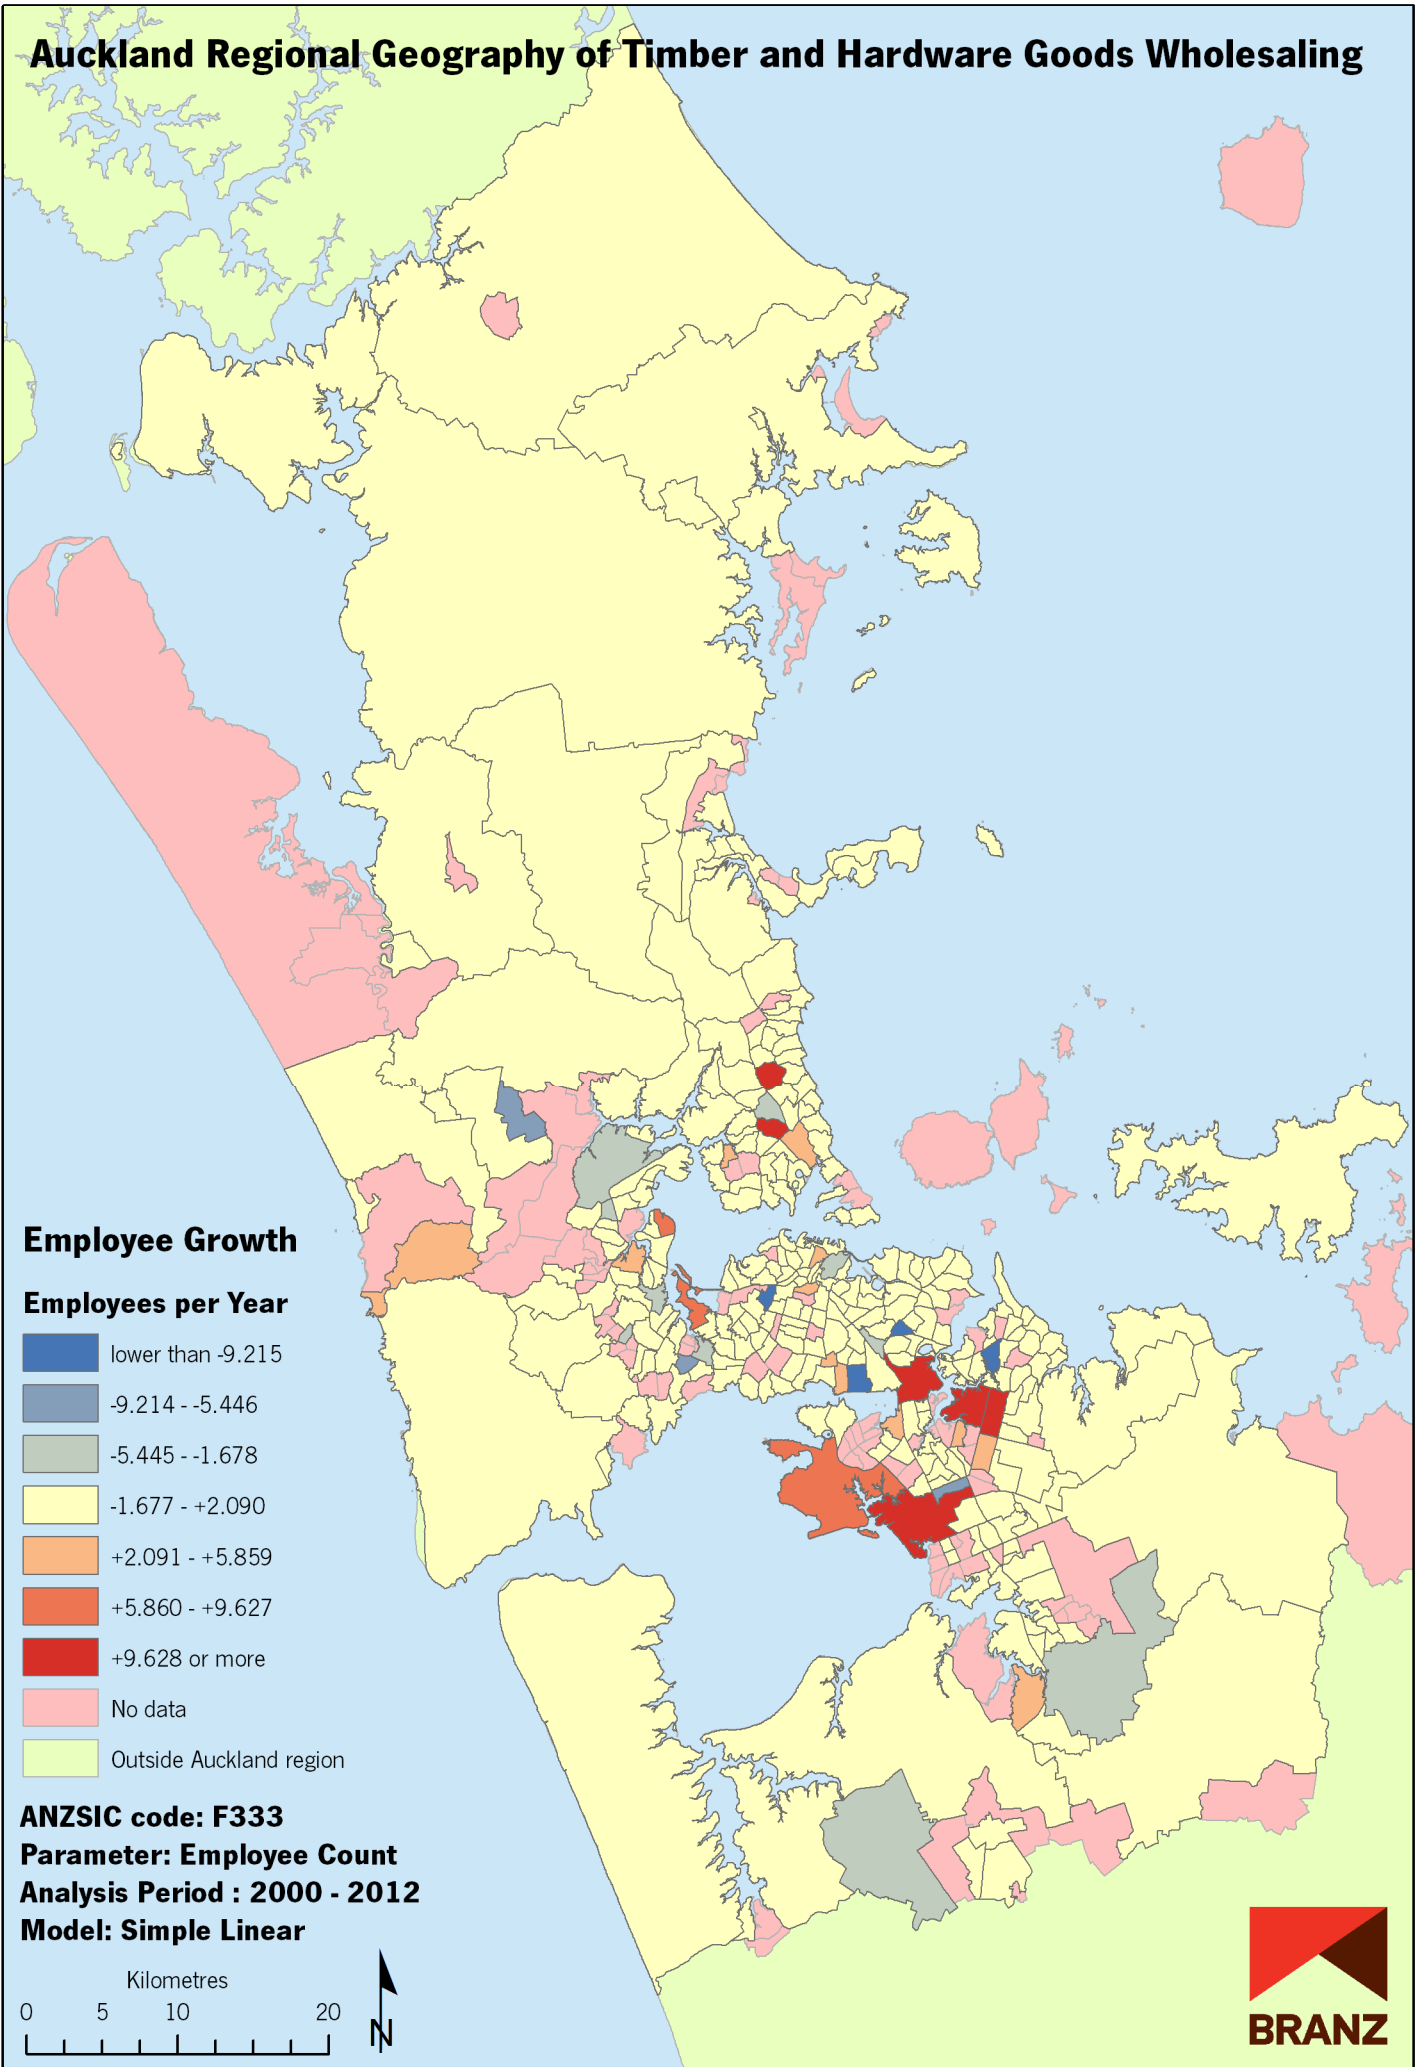 Auckland Regional Geography of Timber and Hardware Goods Wholesaling
Employee Growth
Employees per Year
lower than -9.215
-9.214 - -5.446
-5.445 - -1.678
-1.677 - +2.090
+2.091 - +5.859
+5.860 - +9.627
+9.628 or more
No data
Outside Auckland region
ANZSIC code: F333
Parameter: Employee Count
Analysis Period : 2000 - 2012
Model: Simple Linear
Kilometres
0 5 10 20
N
BRANZ